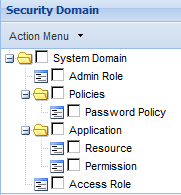 Security Domain
Action Menu
System Domain
Admin Role
Policies
Password Policy
Application
Resource
Permission
Access Role